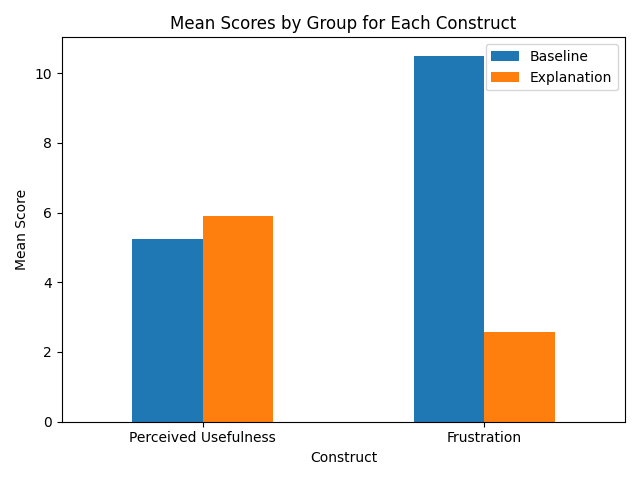 Mean Scores by Group for Each Construct
Baseline
Explanation
10
8
6
4
2
0
Mean Score
Perceived Usefulness
Frustration
Construct